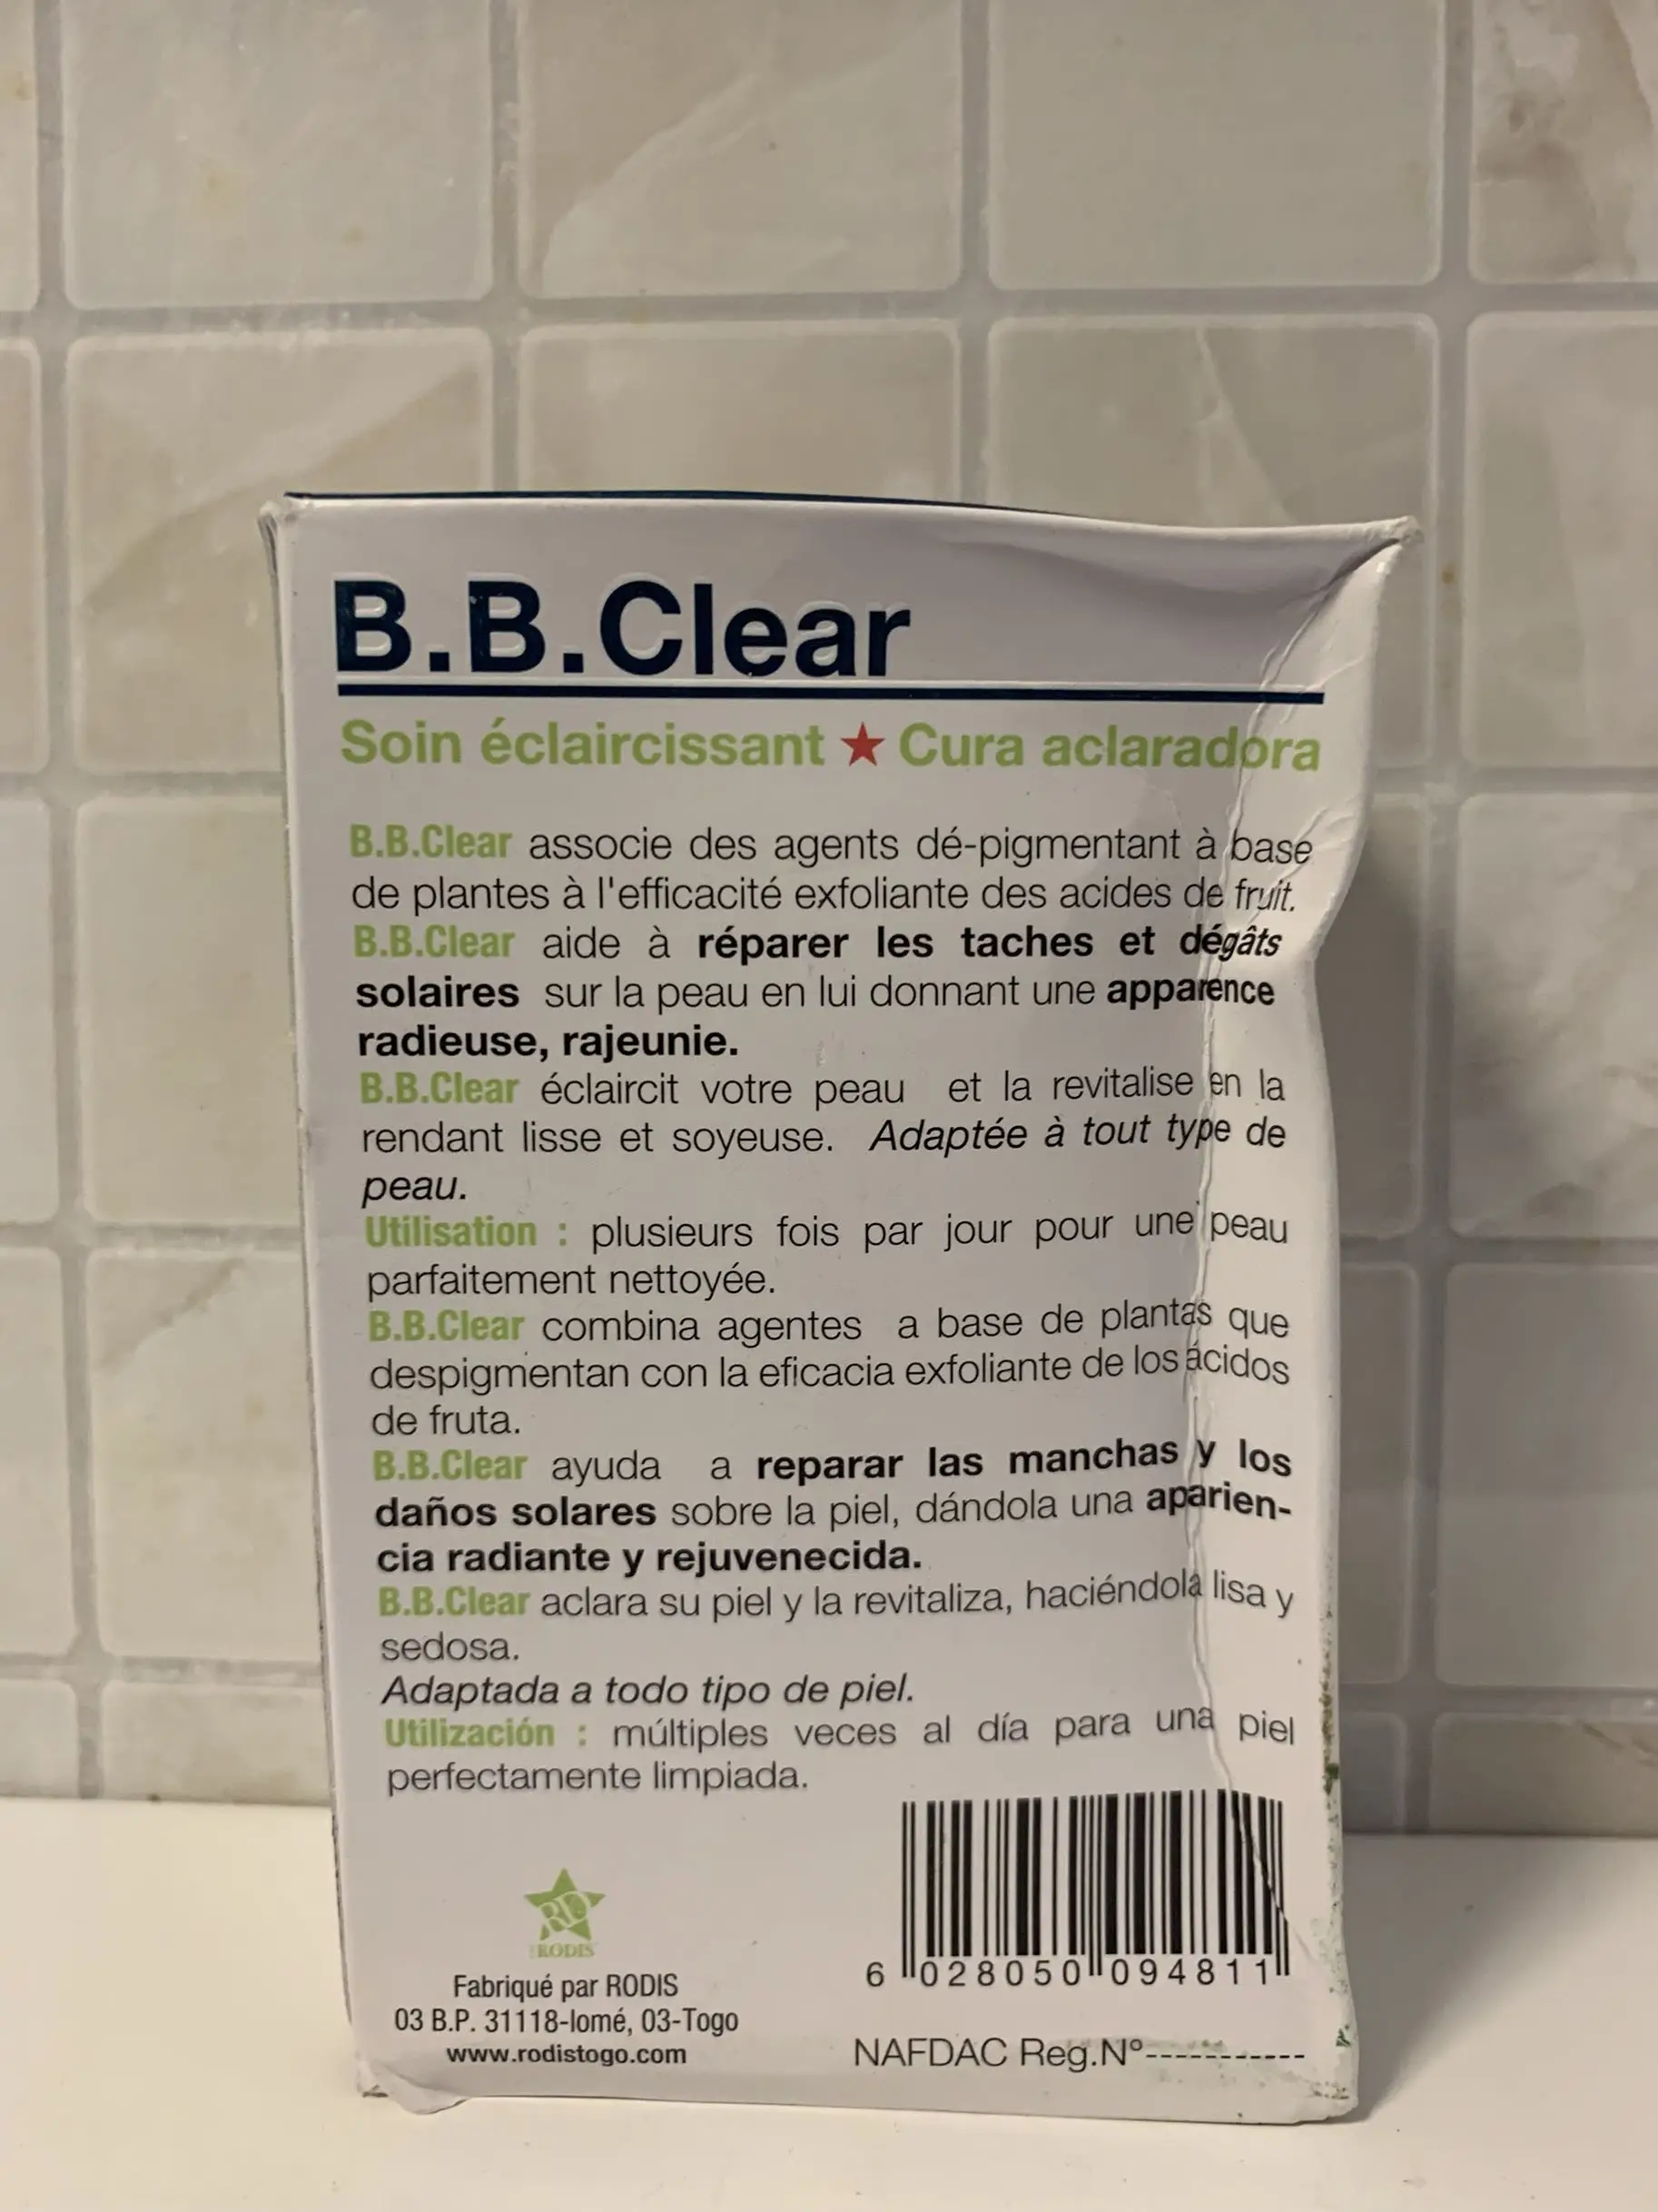 B.B.Clear
Soin éclaircissant ★ Cura aclaradora
B.B.Clear associe des agents dé-pigmentant à base
de plantes à l'efficacité exfoliante des acides de fruit.
B.B.Clear aide à réparer les taches et dégâts
solaires sur la peau en lui donnant une apparence
radieuse, rajeunie.
B.B.Clear éclaircit votre peau et la revitalise en la
rendant lisse et soyeuse. Adaptée à tout type de
peau.
Utilisation : plusieurs fois par jour pour une peau
parfaitement nettoyée.
B.B.Clear combina agentes a base de plantas que
despigmentan con la eficacia exfoliante de los ácidos
de fruta.
B.B.Clear ayuda a reparar las manchas y los
daños solares sobre la piel, dándola una aparien-
cia radiante y rejuvenecida.
B.B.Clear aclara su piel y la revitaliza, haciéndola lisa y
sedosa.
Adaptada a todo tipo de piel.
Utilización : múltiples veces al día para una piel
perfectamente limpiada.
RD
RODIS
Fabriqué par RODIS
03 B.P. 31118-lomé, 03-Togo
www.rodistogo.com
6 028050 094811
NAFDAC Reg.N°------------